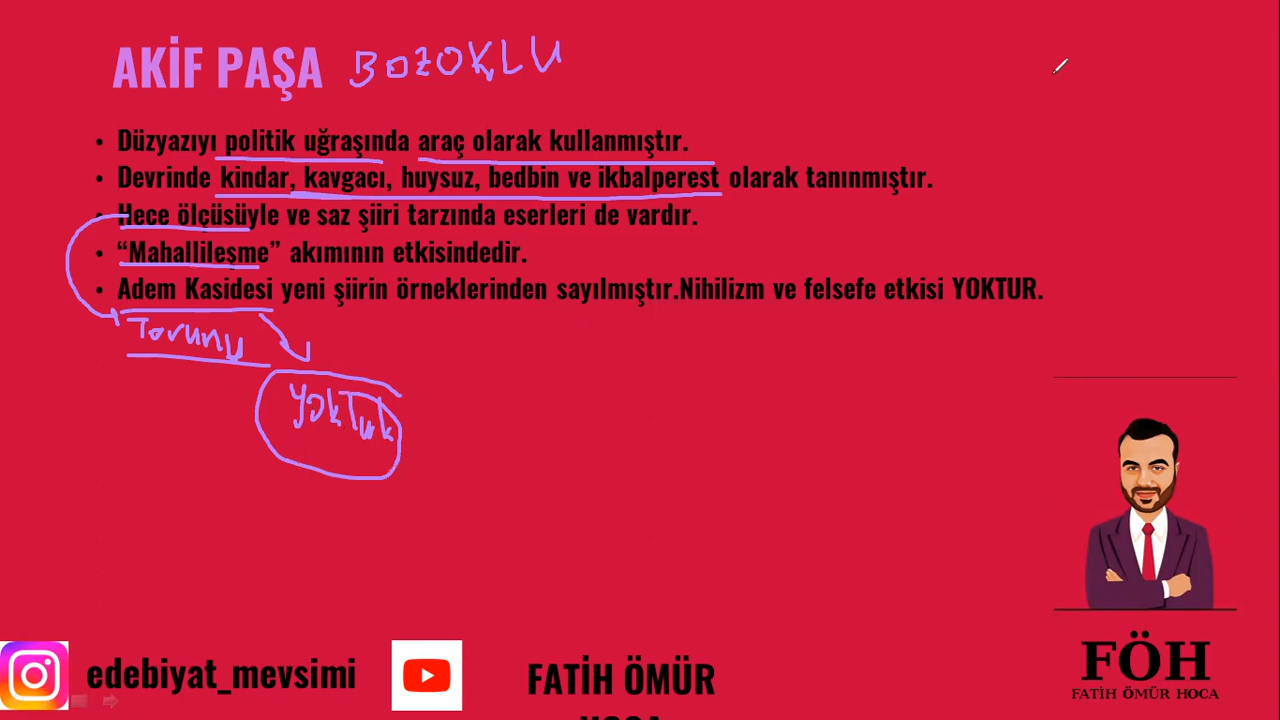 AKİF PAŞA BOZOKLU
• Düzyazıyı politik uğraşında araç olarak kullanmıştır.
• Devrinde kindar, kavgacı, huysuz, bedbin ve ikbalperest olarak tanınmıştır.
• Hece ölçüsüyle ve saz şiiri tarzında eserleri de vardır.
• “Mahallileşme” akımının etkisindedir.
• Adem Kasidesi yeni şiirin örneklerinden sayılmıştır.Nihilizm ve felsefe etkisi YOKTUR.
Torunu
YokTuk
edebiyat_mevsimi
FATİH ÖMÜR
HOCA
FÖH
FATİH ÖMÜR HOCA